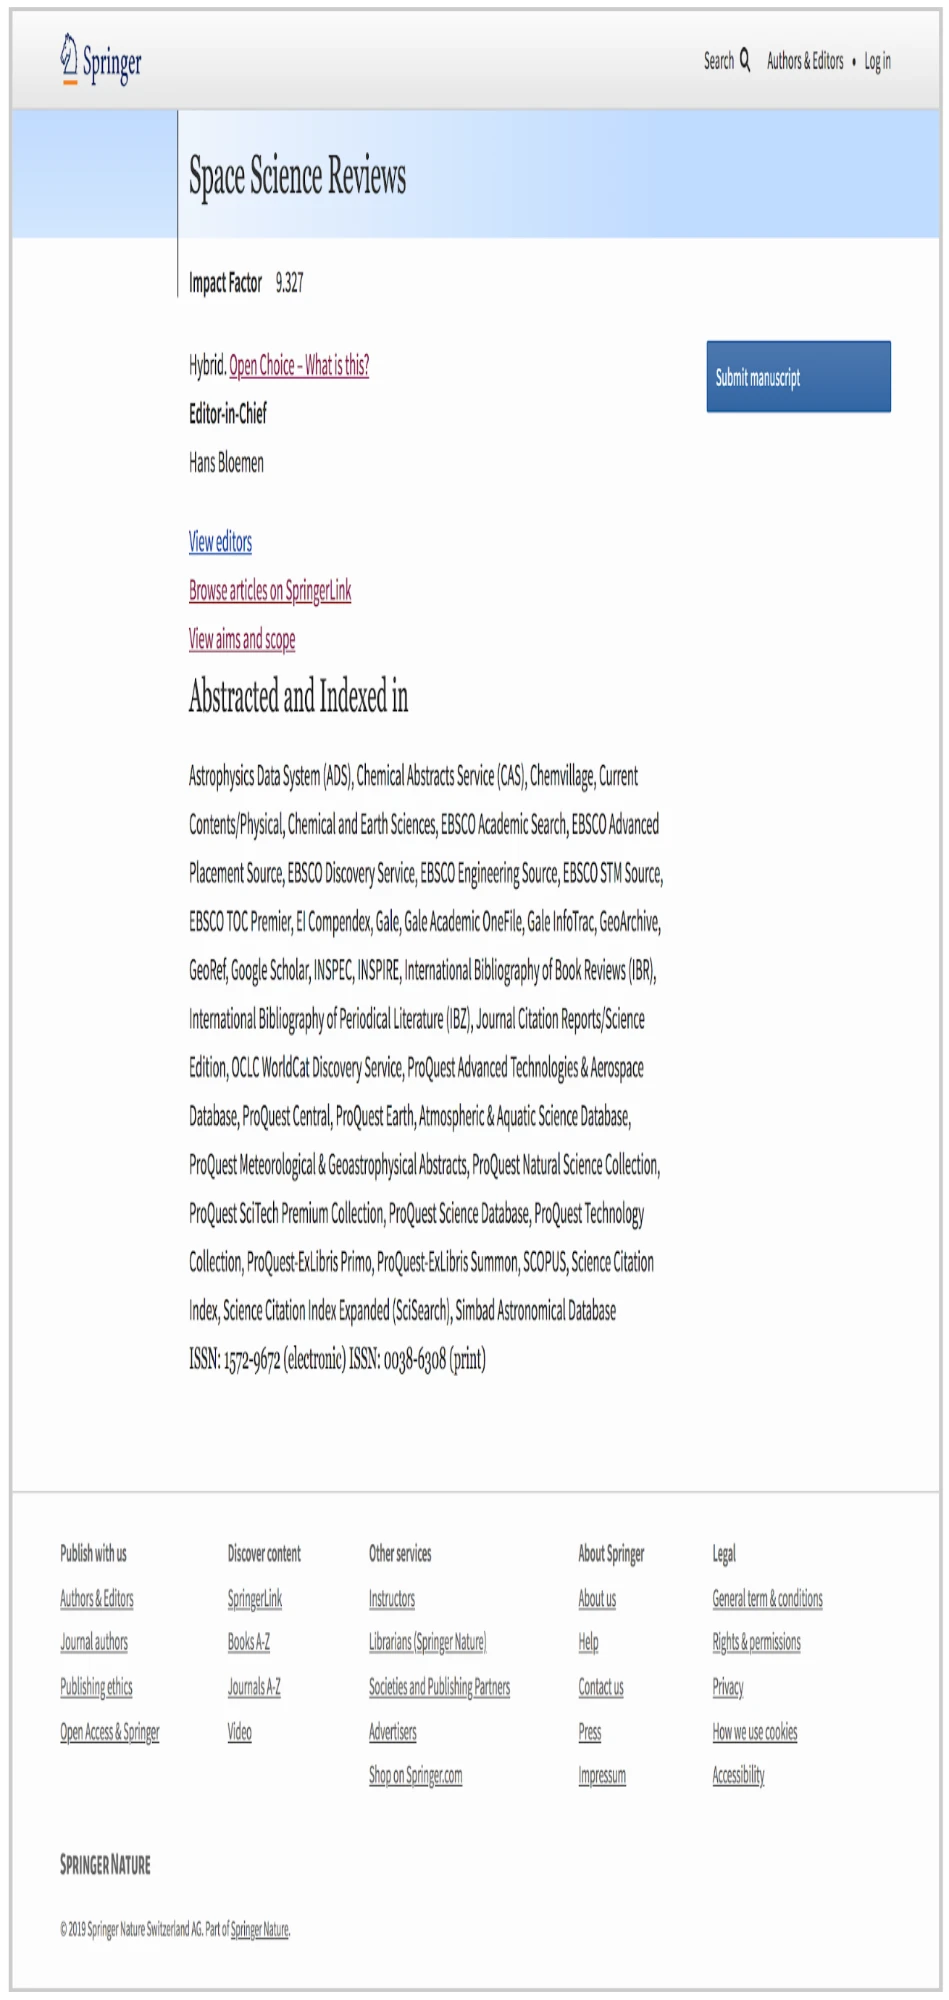 Springer
Search Authors & Editors • Log in
Space Science Reviews
Impact Factor 9.327
Hybrid. Open Choice – What is this?
Submit manuscript
Editor-in-Chief
Hans Bloemen
View editors
Browse articles on SpringerLink
View aims and scope
Abstracted and Indexed in
Astrophysics Data System (ADS), Chemical Abstracts Service (CAS), Chemvillage, Current
Contents/Physical, Chemical and Earth Sciences, EBSCO Academic Search, EBSCO Advanced
Placement Source, EBSCO Discovery Service, EBSCO Engineering Source, EBSCO STM Source,
EBSCO TOC Premier, EI Compendex, Gale, Gale Academic OneFile, Gale InfoTrac, GeoArchive,
GeoRef, Google Scholar, INSPEC, INSPIRE, International Bibliography of Book Reviews (IBR),
International Bibliography of Periodical Literature (IBZ), Journal Citation Reports/Science
Edition, OCLC WorldCat Discovery Service, ProQuest Advanced Technologies & Aerospace
Database, ProQuest Central, ProQuest Earth, Atmospheric & Aquatic Science Database,
ProQuest Meteorological & Geoastrophysical Abstracts, ProQuest Natural Science Collection,
ProQuest SciTech Premium Collection, ProQuest Science Database, ProQuest Technology
Collection, ProQuest-ExLibris Primo, ProQuest-ExLibris Summon, SCOPUS, Science Citation
Index, Science Citation Index Expanded (SciSearch), Simbad Astronomical Database
ISSN: 1572-9672 (electronic) ISSN: 0038-6308 (print)
Publish with us
Authors & Editors
Journal authors
Publishing ethics
Open Access & Springer
Discover content
SpringerLink
Books A-Z
Journals A-Z
Video
Other services
Instructors
Librarians (Springer Nature)
Societies and Publishing Partners
Advertisers
Shop on Springer.com
About Springer
About us
Help
Contact us
Press
Impressum
Legal
General term & conditions
Rights & permissions
Privacy
How we use cookies
Accessibility
SPRINGER NATURE
© 2019 Springer Nature Switzerland AG. Part of Springer Nature.